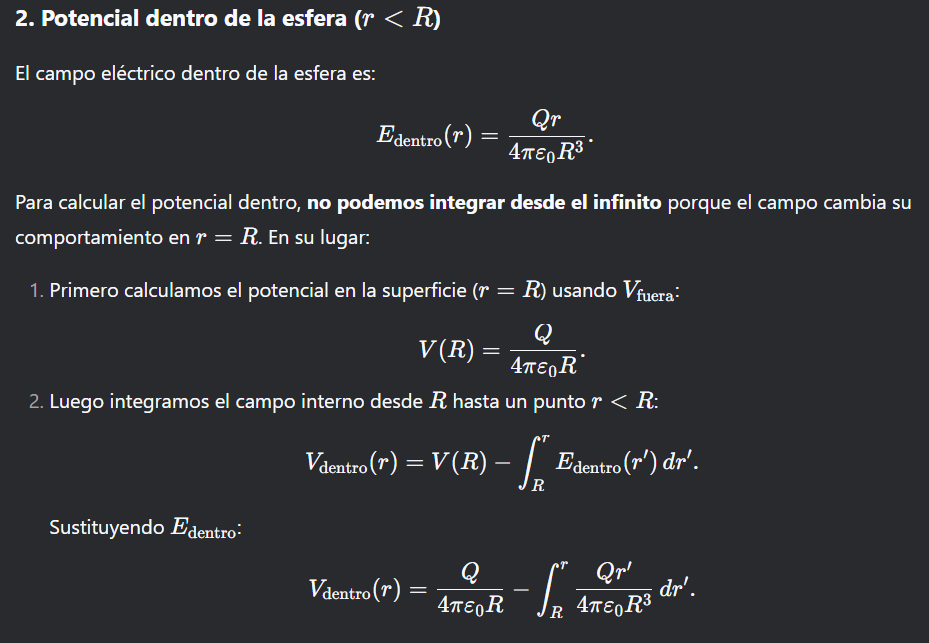 2. Potencial dentro de la esfera (r < R)
El campo eléctrico dentro de la esfera es:
E_dentro(r) = Qr / 4πε₀R³.
Para calcular el potencial dentro, no podemos integrar desde el infinito porque el campo cambia su
comportamiento en r = R. En su lugar:
1. Primero calculamos el potencial en la superficie (r = R) usando V_fuera:
V(R) = Q / 4πε₀R.
2. Luego integramos el campo interno desde R hasta un punto r < R:
V_dentro(r) = V(R) − ∫_R^r E_dentro(r′) dr′.
Sustituyendo E_dentro:
V_dentro(r) = Q / 4πε₀R − ∫_R^r Qr′ / 4πε₀R³ dr′.